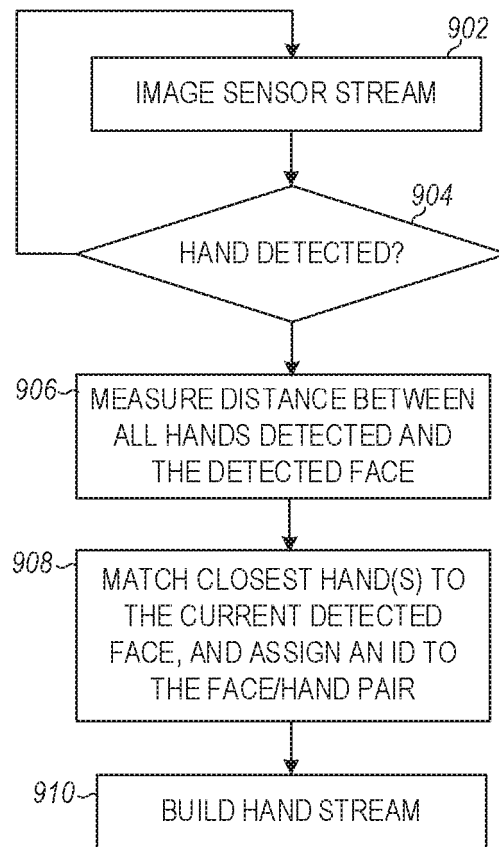 902
IMAGE SENSOR STREAM
904
HAND DETECTED?
906
MEASURE DISTANCE BETWEEN
ALL HANDS DETECTED AND
THE DETECTED FACE
908
MATCH CLOSEST HAND(S) TO
THE CURRENT DETECTED
FACE, AND ASSIGN AN ID TO
THE FACE/HAND PAIR
910
BUILD HAND STREAM